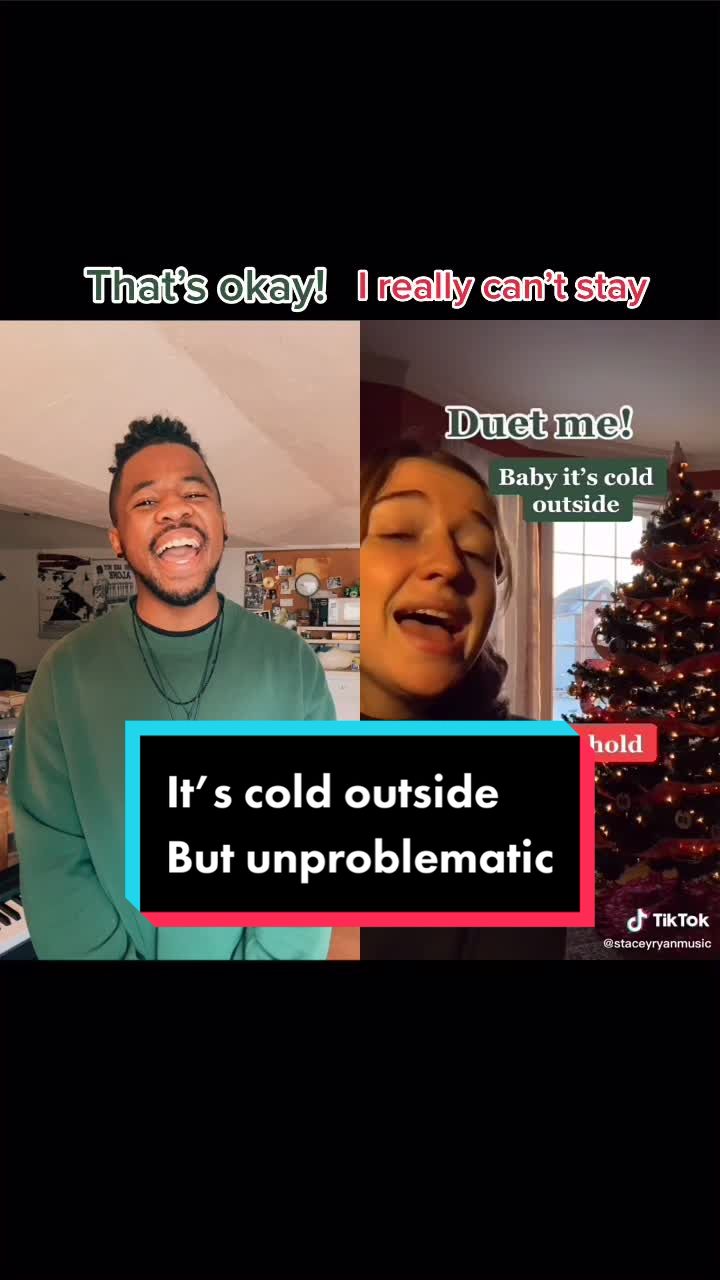 That's okay!
I really can't stay
Duet me!
Baby it's cold
outside
hold
It's cold outside
But unproblematic
TikTok
@staceyryanmusic